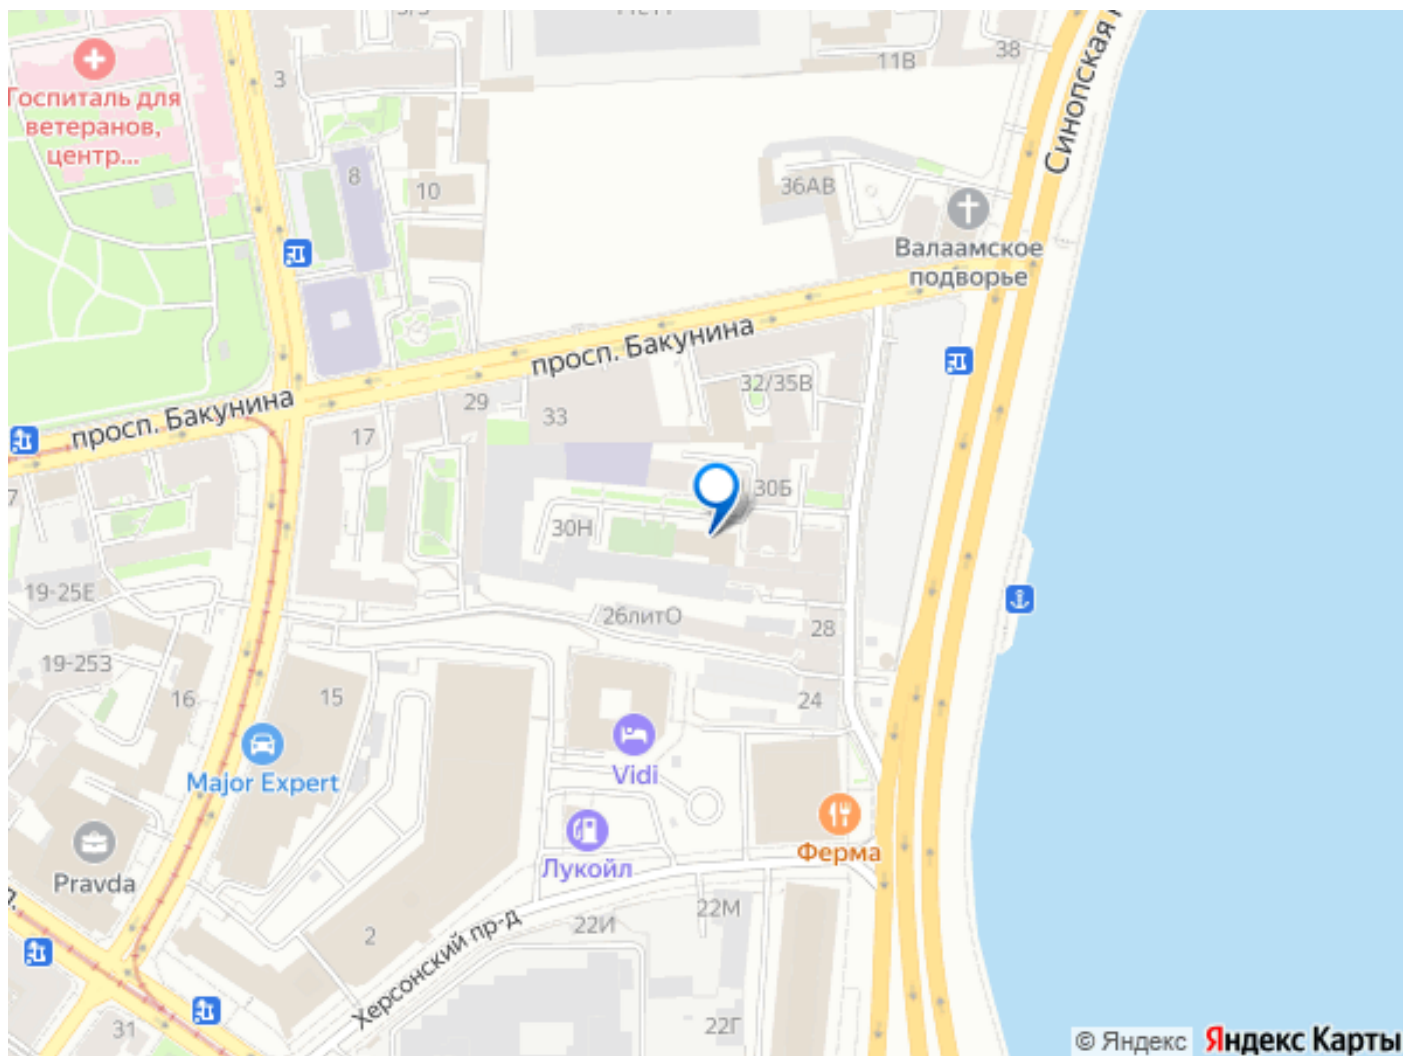 38
11В
3
Синопская
Госпиталь для
ветеранов,
центр...
8
10
36АВ
Валаамское
подворье
просп. Бакунина
32/35В
просп. Бакунина
29
33
17
7
30Б
30Н
19-25Е
26литО
28
19-253
16
15
24
Vidi
Major Expert
Лукойл
Ферма
Pravda
22М
22И
2
Херсонский пр-д
22Г
31
© Яндекс
Яндекс Карты